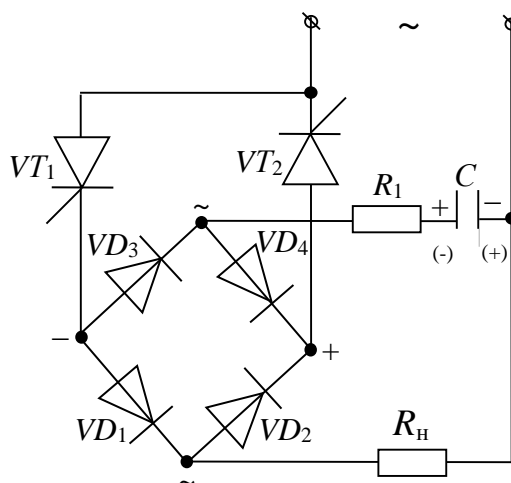 ~
VT1
VT2
R1
C
+
−
(-)
(+)
~
VD3
VD4
−
+
VD1
VD2
Rн
~